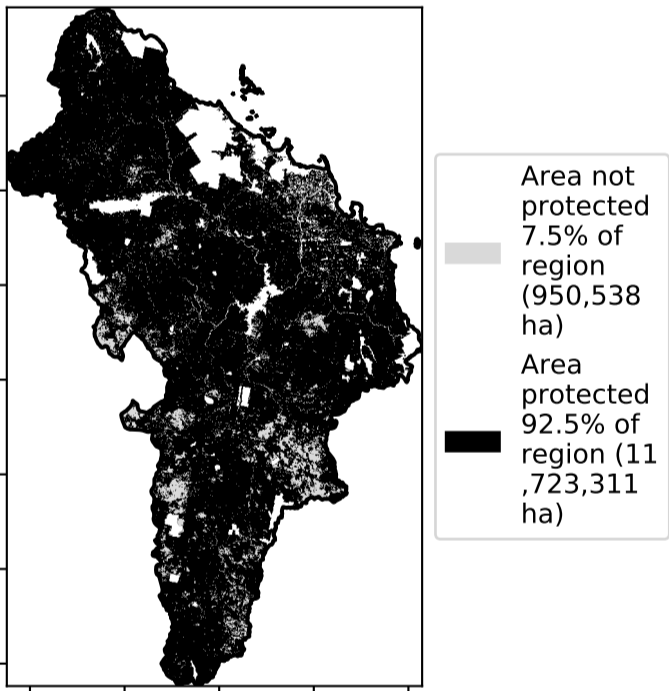 Area not
protected
7.5% of
region
(950,538
ha)
Area
protected
92.5% of
region (11
,723,311
ha)